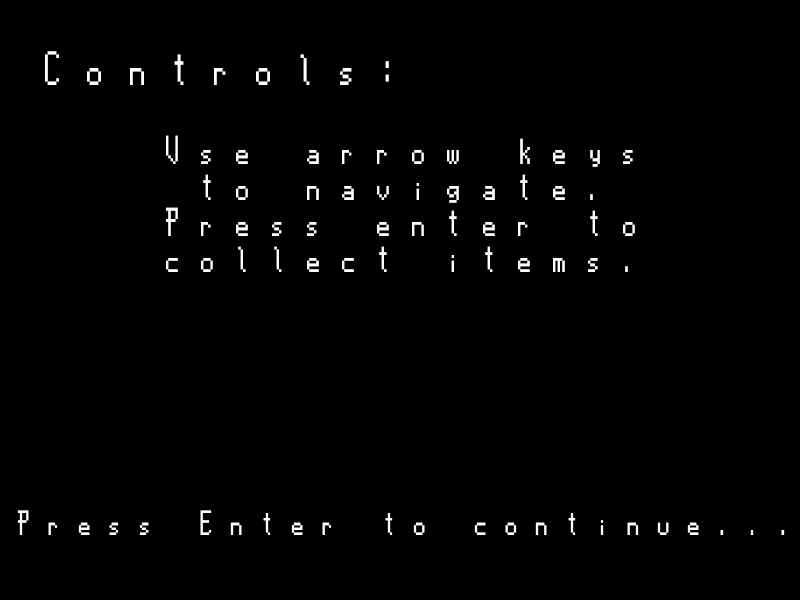 Controls:
Use arrow keys
to navigate.
Press enter to
collect items.
Press Enter to continue...